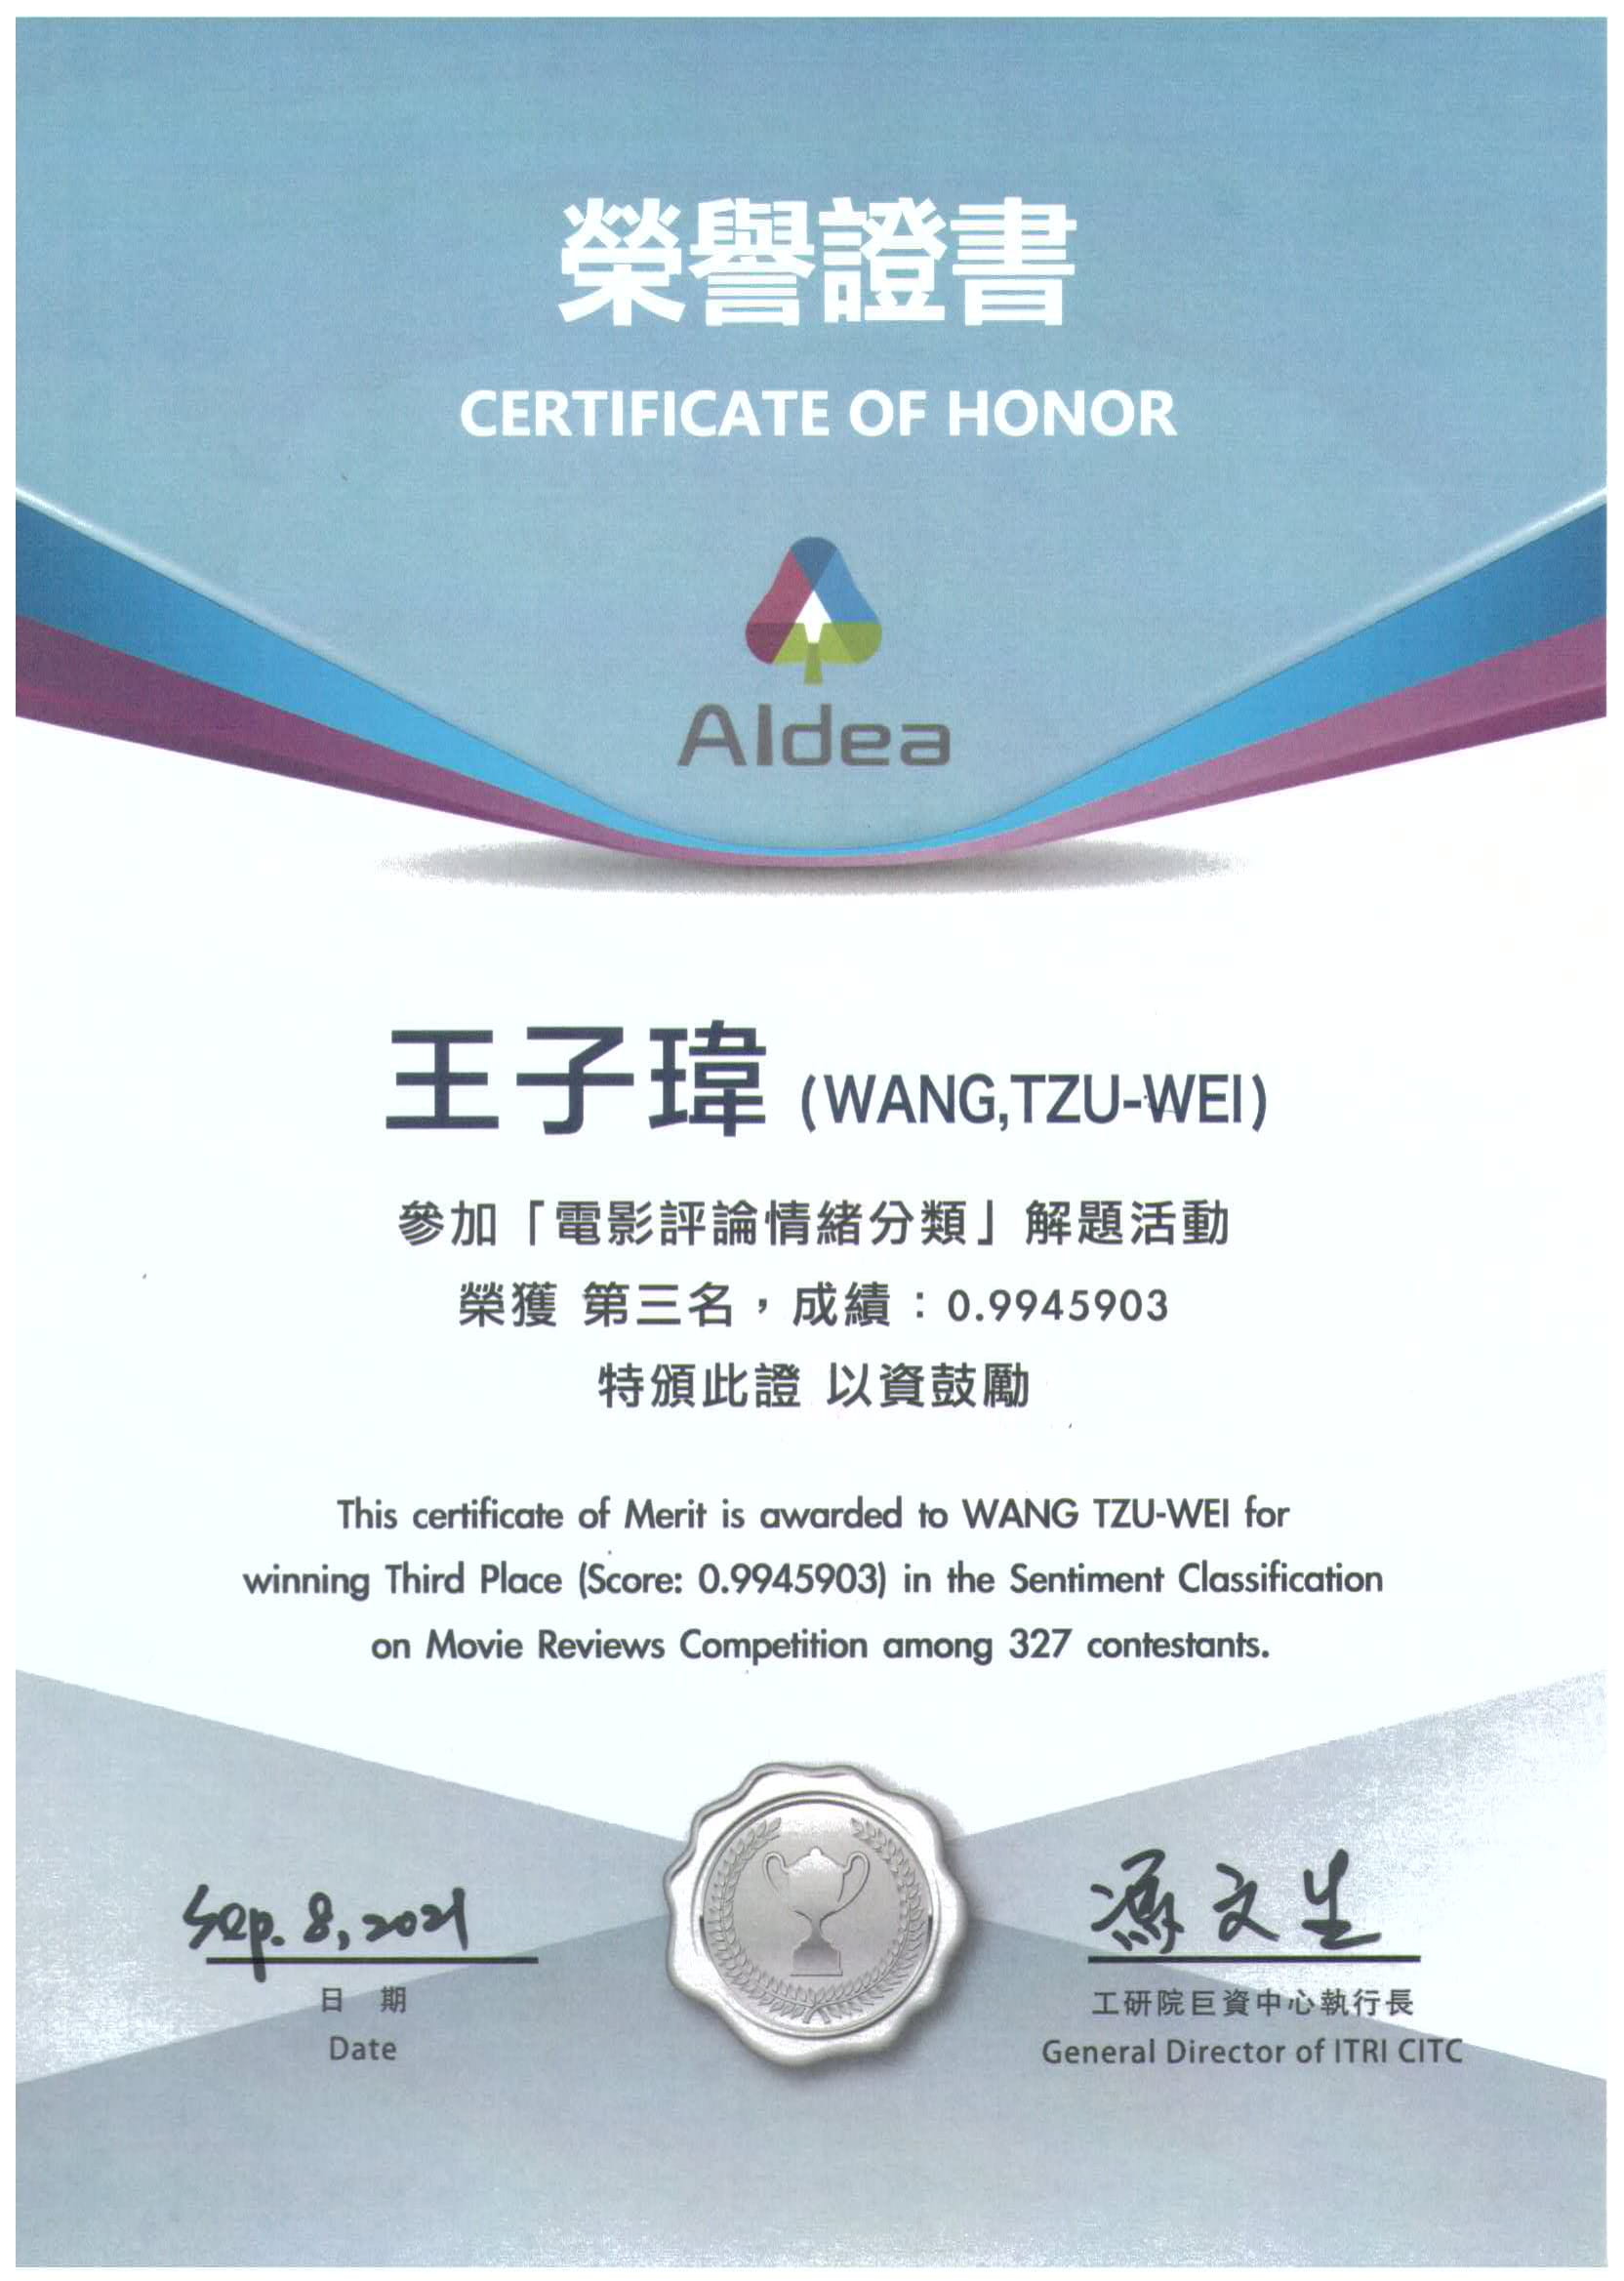 榮譽證書
CERTIFICATE OF HONOR
AIdea
王子瑋 (WANG,TZU-WEI)
參加「電影評論情緒分類」解題活動
榮獲 第三名，成績：0.9945903
特頒此證 以資鼓勵
This certificate of Merit is awarded to WANG TZU-WEI for
winning Third Place (Score: 0.9945903) in the Sentiment Classification
on Movie Reviews Competition among 327 contestants.
Sep. 8, 2021
馮文生
日 期
工研院巨資中心執行長
Date
General Director of ITRI CITC